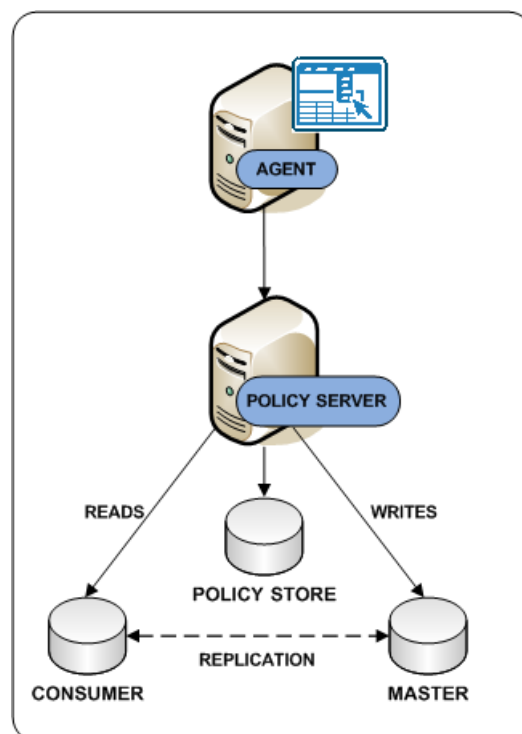 AGENT
POLICY SERVER
READS
WRITES
POLICY STORE
REPLICATION
CONSUMER
MASTER